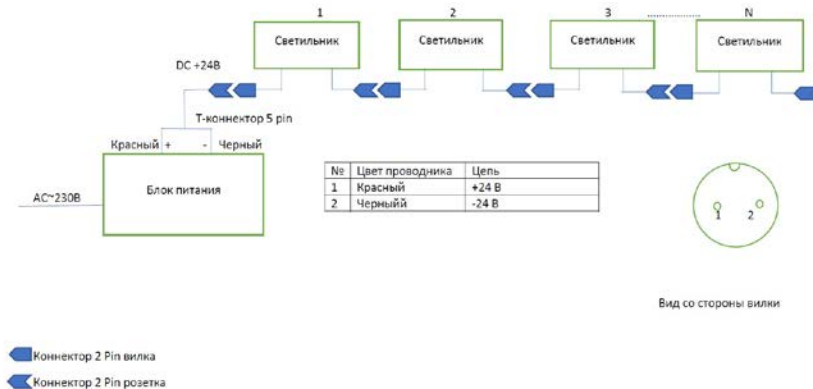 1 2 3 ............... N
Светильник Светильник Светильник Светильник
DC +24В
Т-коннектор 5 pin
Красный + - Черный
Блок питания
AC~230В
№ Цвет проводника Цепь
1 Красный +24 В
2 Черныйй -24 В
1 2
Вид со стороны вилки
Коннектор 2 Pin вилка
Коннектор 2 Pin розетка